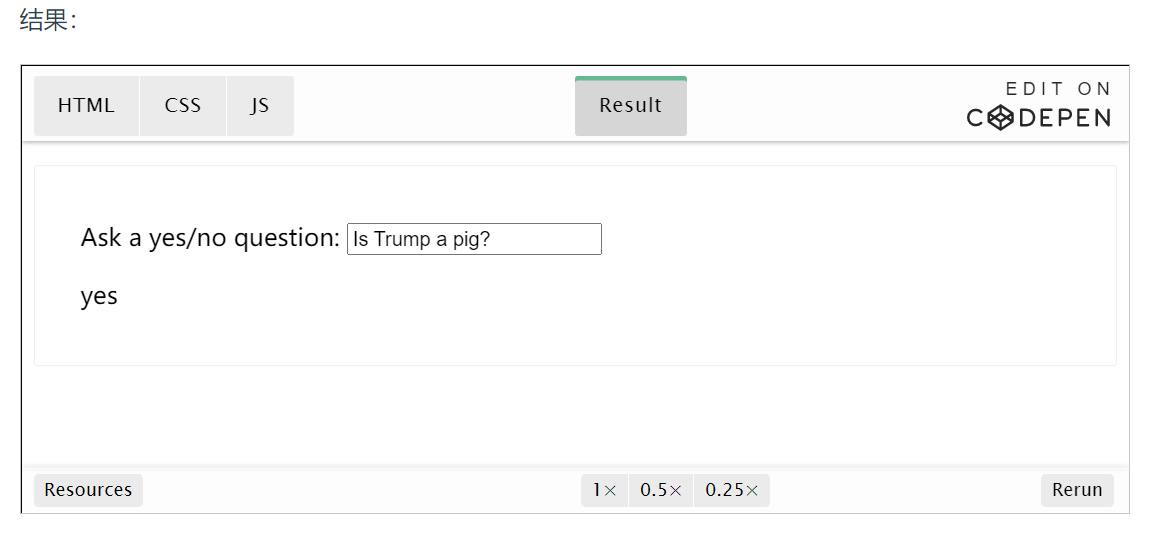 结果：
HTML CSS JS Result EDIT ON CODEPEN
Ask a yes/no question: Is Trump a pig?
yes
Resources 1× 0.5× 0.25× Rerun